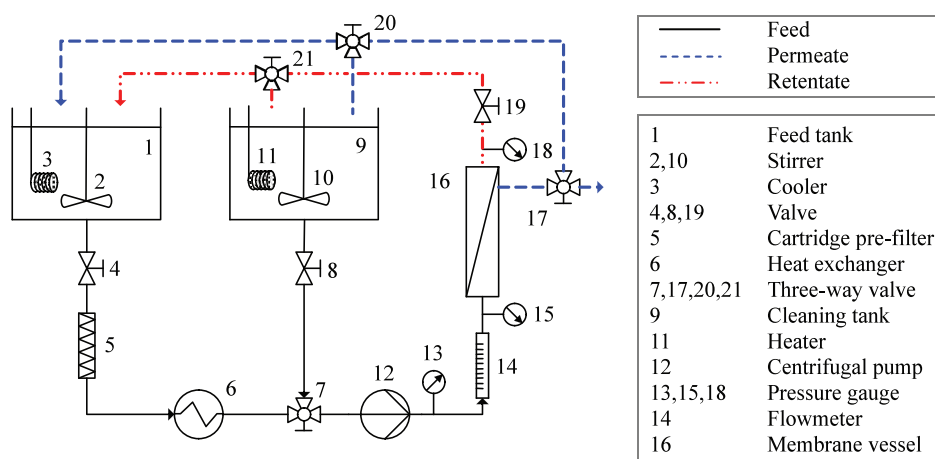 20
21
19
18
17
16
15
14
13
12
1
2
3
4
5
6
7
8
9
10
11
Feed
Permeate
Retentate
1 Feed tank
2,10 Stirrer
3 Cooler
4,8,19 Valve
5 Cartridge pre-filter
6 Heat exchanger
7,17,20,21 Three-way valve
9 Cleaning tank
11 Heater
12 Centrifugal pump
13,15,18 Pressure gauge
14 Flowmeter
16 Membrane vessel